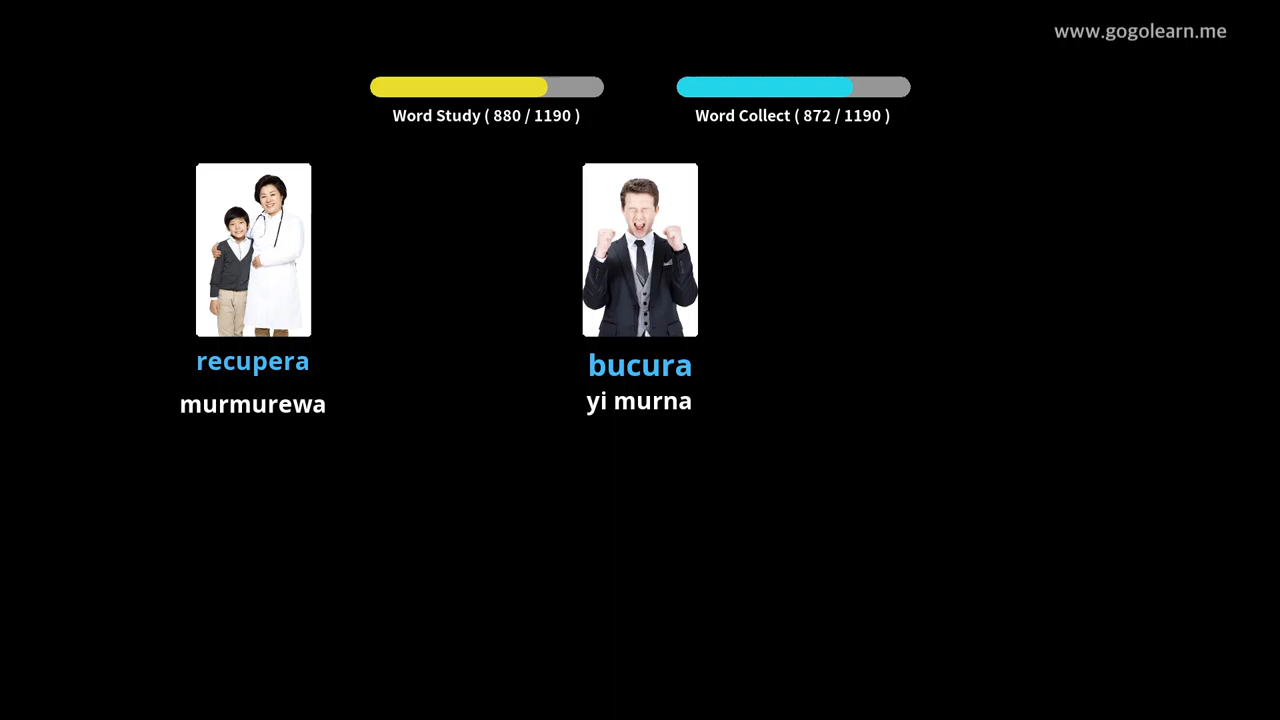 www.gogolearn.me
Word Study ( 880 / 1190 )
Word Collect ( 872 / 1190 )
recupera
murmurewa
bucura
yi murna